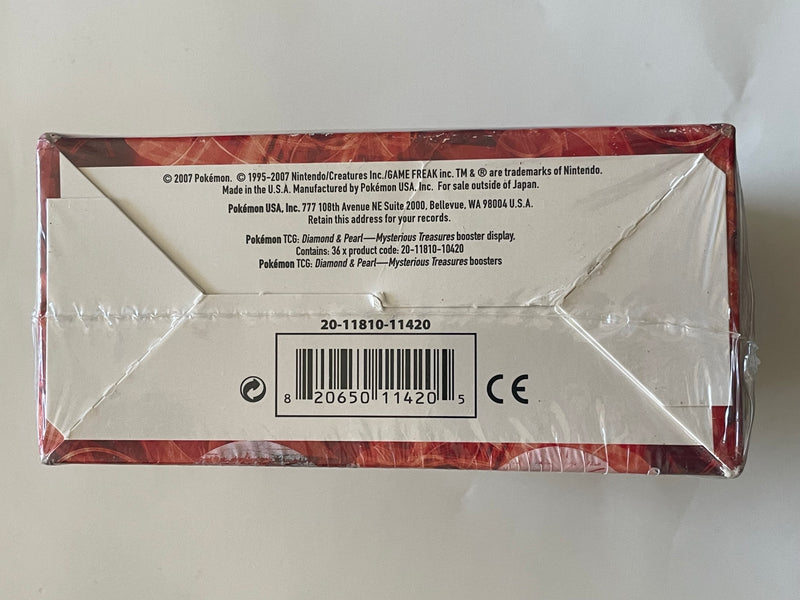 © 2007 Pokémon. © 1995–2007 Nintendo/Creatures Inc./GAME FREAK inc. TM & ® are trademarks of Nintendo.
Made in the U.S.A. Manufactured by Pokémon USA, Inc. For sale outside of Japan.
Pokémon USA, Inc. 777 108th Avenue NE Suite 2000, Bellevue, WA 98004 U.S.A.
Retain this address for your records.
Pokémon TCG: Diamond & Pearl—Mysterious Treasures booster display.
Contains: 36 x product code: 20-11810-10420
Pokémon TCG: Diamond & Pearl—Mysterious Treasures boosters
20-11810-11420
8 20650 11420 5
CE